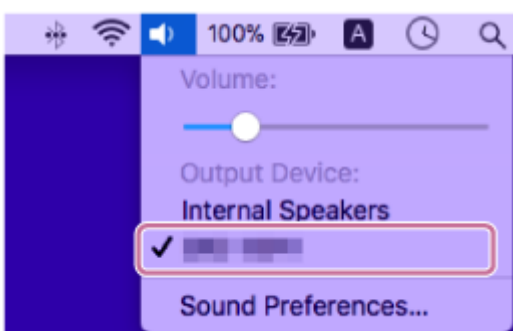 100% A
Volume:
Output Device:
Internal Speakers
Sound Preferences...